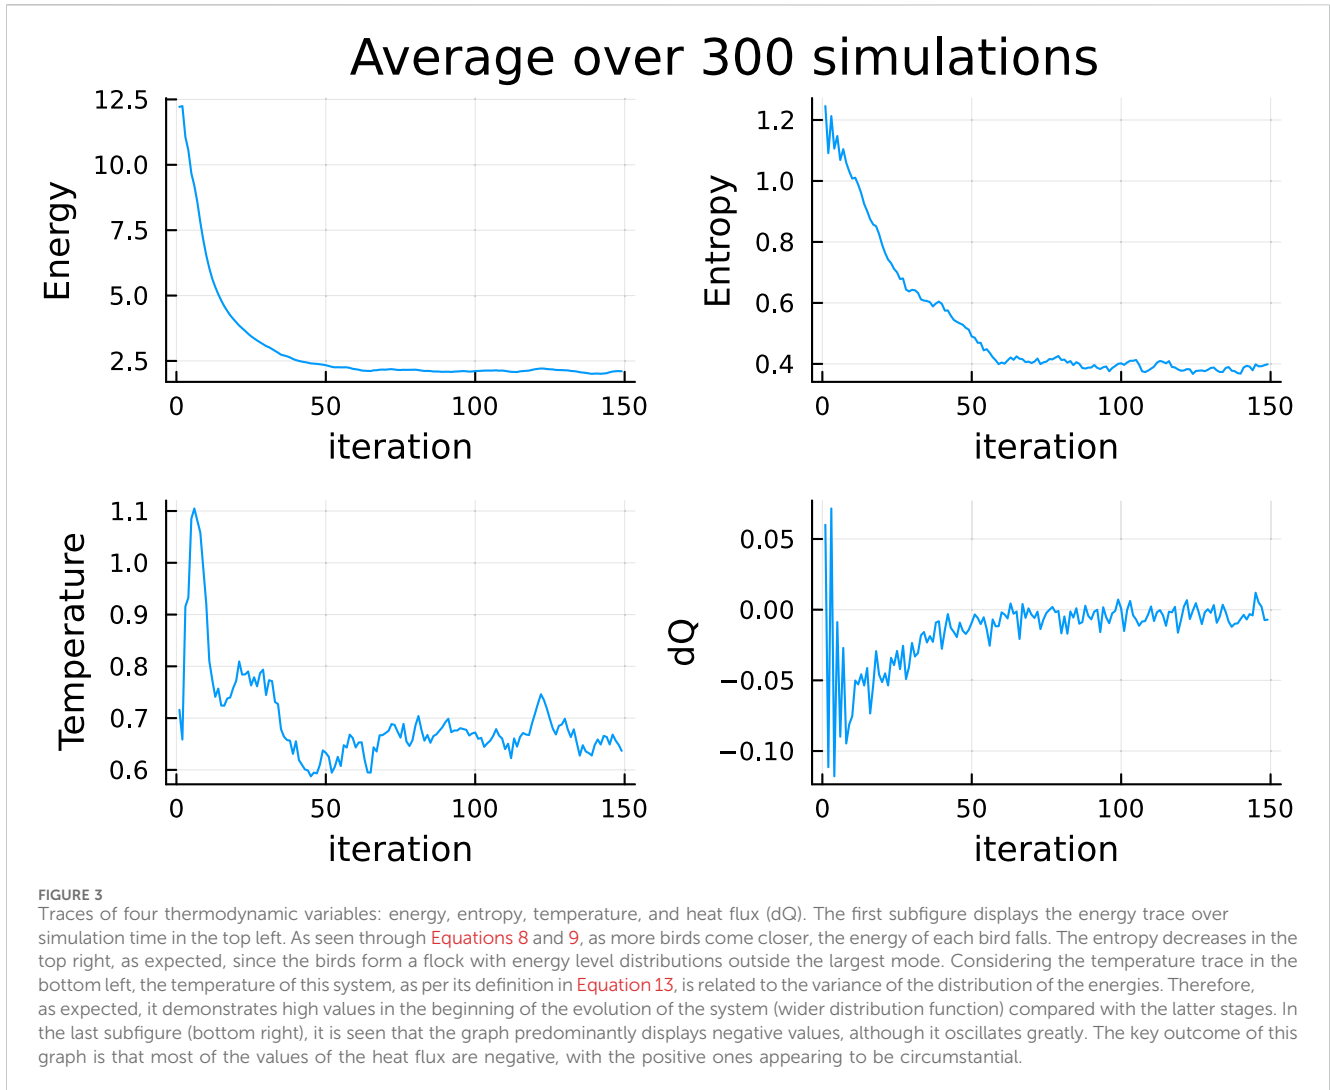 Average over 300 simulations
12.5
10.0
7.5
5.0
2.5
Energy
0
50
100
150
iteration
1.2
1.0
0.8
0.6
0.4
Entropy
0
50
100
150
iteration
1.1
1.0
0.9
0.8
0.7
0.6
Temperature
0
50
100
150
iteration
0.05
0.00
−0.05
−0.10
dQ
0
50
100
150
iteration
FIGURE 3
Traces of four thermodynamic variables: energy, entropy, temperature, and heat flux (dQ). The first subfigure displays the energy trace over
simulation time in the top left. As seen through Equations 8 and 9, as more birds come closer, the energy of each bird falls. The entropy decreases in the
top right, as expected, since the birds form a flock with energy level distributions outside the largest mode. Considering the temperature trace in the
bottom left, the temperature of this system, as per its definition in Equation 13, is related to the variance of the distribution of the energies. Therefore,
as expected, it demonstrates high values in the beginning of the evolution of the system (wider distribution function) compared with the latter stages. In
the last subfigure (bottom right), it is seen that the graph predominantly displays negative values, although it oscillates greatly. The key outcome of this
graph is that most of the values of the heat flux are negative, with the positive ones appearing to be circumstantial.